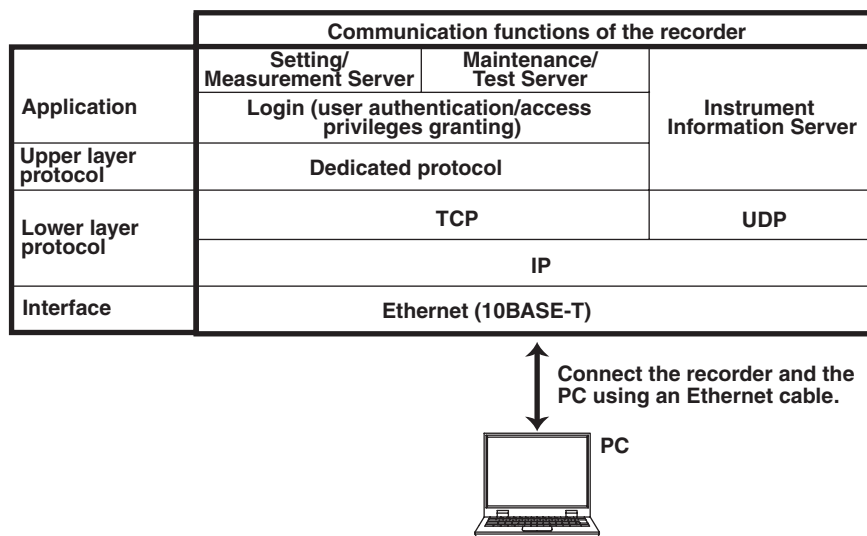 Communication functions of the recorder
Setting/
Measurement Server
Maintenance/
Test Server
Application
Login (user authentication/access
privileges granting)
Instrument
Information Server
Upper layer
protocol
Dedicated protocol
Lower layer
protocol
TCP
UDP
IP
Interface
Ethernet (10BASE-T)
Connect the recorder and the
PC using an Ethernet cable.
PC